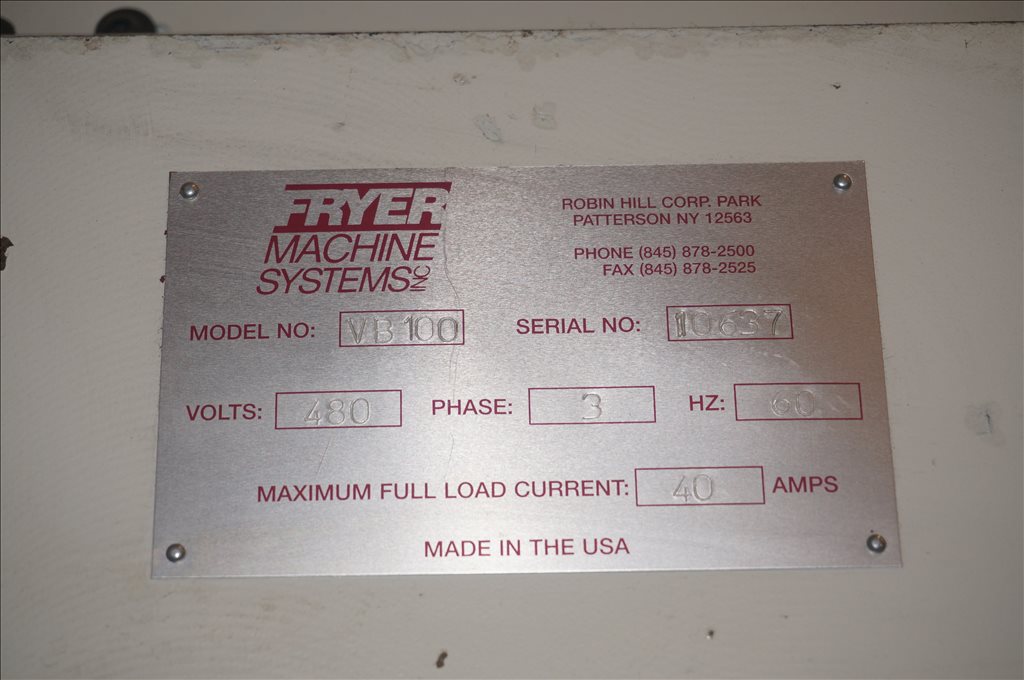 FRYER
MACHINE
SYSTEMS INC
ROBIN HILL CORP. PARK
PATTERSON NY 12563
PHONE (845) 878-2500
FAX (845) 878-2525
MODEL NO: VB100 SERIAL NO: 10637
VOLTS: 480 PHASE: 3 HZ: 60
MAXIMUM FULL LOAD CURRENT: 40 AMPS
MADE IN THE USA